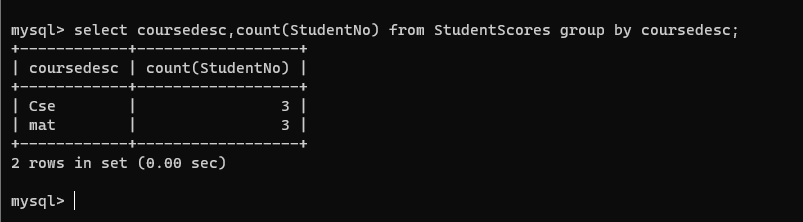 mysql> select coursedesc,count(StudentNo) from StudentScores group by coursedesc;
+------------+------------------+
| coursedesc | count(StudentNo) |
+------------+------------------+
| Cse        |                3 |
| mat        |                3 |
+------------+------------------+
2 rows in set (0.00 sec)
mysql>